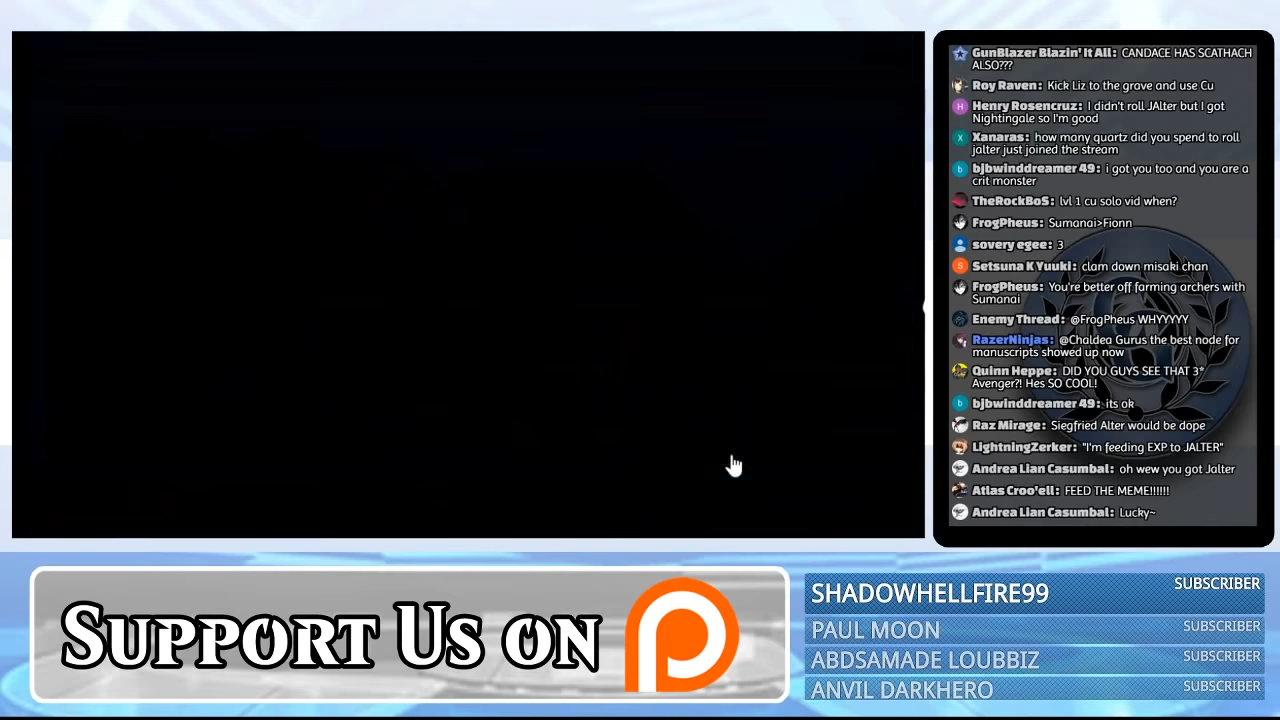 GunBlazer Blazin' It All: CANDACE HAS SCATHACH
ALSO???
Roy Raven: Kick Liz to the grave and use Cu
H
Henry Rosencruz: I didn't roll JAlter but I got
Nightingale so I'm good
X
Xanaras: how many quartz did you spend to roll
jalter just joined the stream
b
bjbwinddreamer 49: i got you too and you are a
crit monster
TheRockBoS: lvl 1 cu solo vid when?
FrogPheus: Sumanai>Fionn
sovery egee: 3
S
Setsuna K Yuuki: clam down misaki chan
FrogPheus: You're better off farming archers with
Sumanai
Enemy Thread: @FrogPheus WHYYYYY
RazerNinjas: @Chaldea Gurus the best node for
manuscripts showed up now
Quinn Heppe: DID YOU GUYS SEE THAT 3*
Avenger?! Hes SO COOL!
b
bjbwinddreamer 49: its ok
Raz Mirage: Siegfried Alter would be dope
LightningZerker: "I'm feeding EXP to JALTER"
Andrea Lian Casumbal: oh wew you got Jalter
Atlas Croo'ell: FEED THE MEME!!!!!!
Andrea Lian Casumbal: Lucky~
SUPPORT US ON
SHADOWHELLFIRE99 SUBSCRIBER
PAUL MOON SUBSCRIBER
ABDSAMADE LOUBBIZ SUBSCRIBER
ANVIL DARKHERO SUBSCRIBER